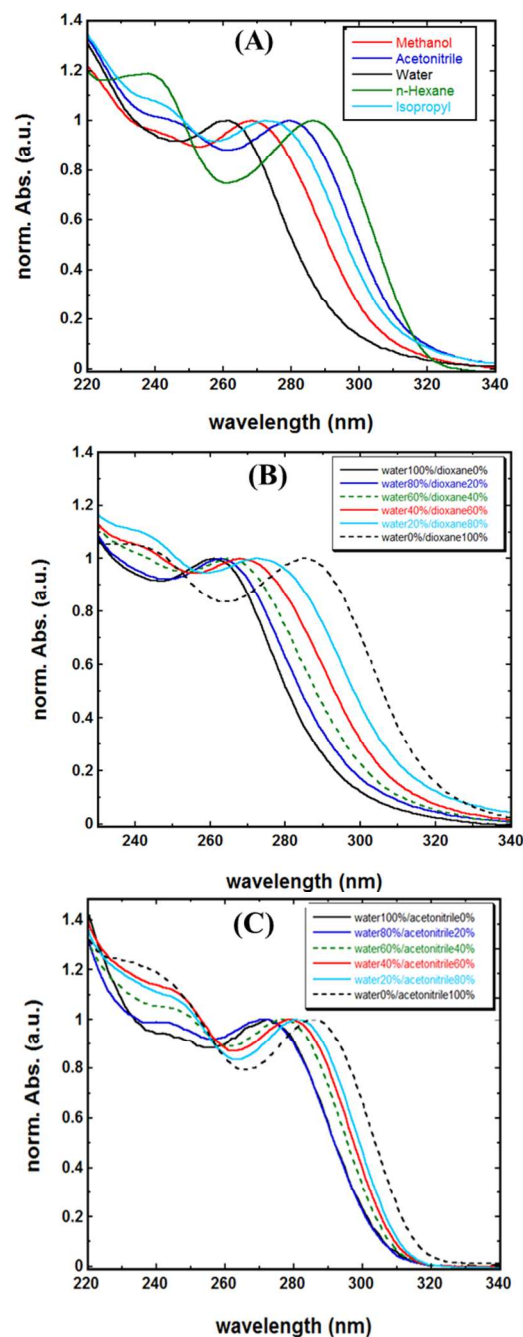 (A)
Methanol
Acetonitrile
Water
n-Hexane
Isopropyl
norm. Abs. (a.u.)
1.4
1.2
1
0.8
0.6
0.4
0.2
0
220 240 260 280 300 320 340
wavelength (nm)
(B)
water100%/dioxane0%
water80%/dioxane20%
water60%/dioxane40%
water40%/dioxane60%
water20%/dioxane80%
water0%/dioxane100%
norm. Abs. (a.u.)
1.4
1.2
1
0.8
0.6
0.4
0.2
0
240 260 280 300 320 340
wavelength (nm)
(C)
water100%/acetonitrile0%
water80%/acetonitrile20%
water60%/acetonitrile40%
water40%/acetonitrile60%
water20%/acetonitrile80%
water0%/acetonitrile100%
norm. Abs. (a.u.)
1.4
1.2
1
0.8
0.6
0.4
0.2
0
220 240 260 280 300 320 340
wavelength (nm)